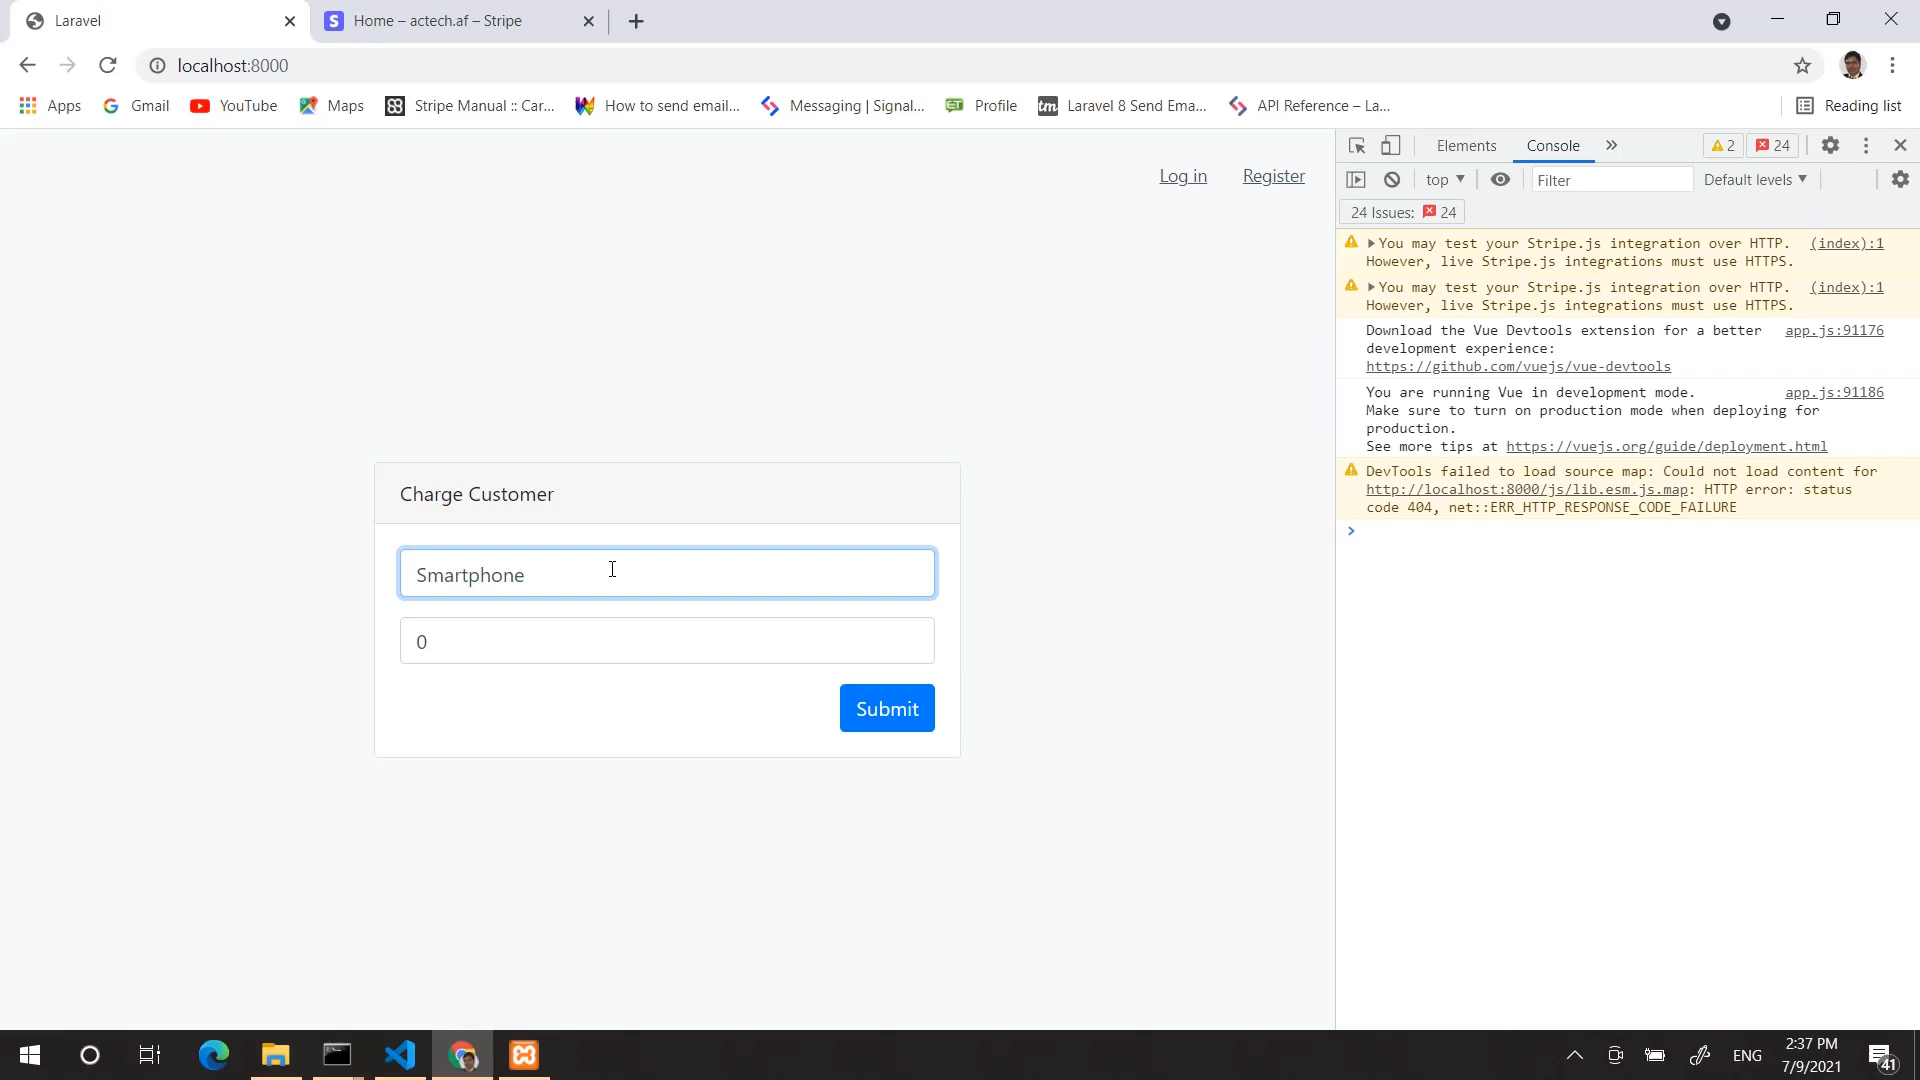 Laravel
Home – actech.af – Stripe
localhost:8000
Apps
Gmail
YouTube
Maps
Stripe Manual :: Car...
How to send email...
Messaging | Signal...
Profile
Laravel 8 Send Ema...
API Reference – La...
Reading list
Log in
Register
Charge Customer
Smartphone
0
Submit
Elements
Console
2
24
top
Filter
Default levels
24 Issues: 24
You may test your Stripe.js integration over HTTP. (index):1
However, live Stripe.js integrations must use HTTPS.
You may test your Stripe.js integration over HTTP. (index):1
However, live Stripe.js integrations must use HTTPS.
Download the Vue Devtools extension for a better app.js:91176
development experience:
https://github.com/vuejs/vue-devtools
You are running Vue in development mode. app.js:91186
Make sure to turn on production mode when deploying for
production.
See more tips at https://vuejs.org/guide/deployment.html
DevTools failed to load source map: Could not load content for
http://localhost:8000/js/lib.esm.js.map: HTTP error: status
code 404, net::ERR_HTTP_RESPONSE_CODE_FAILURE
ENG
2:37 PM
7/9/2021
41